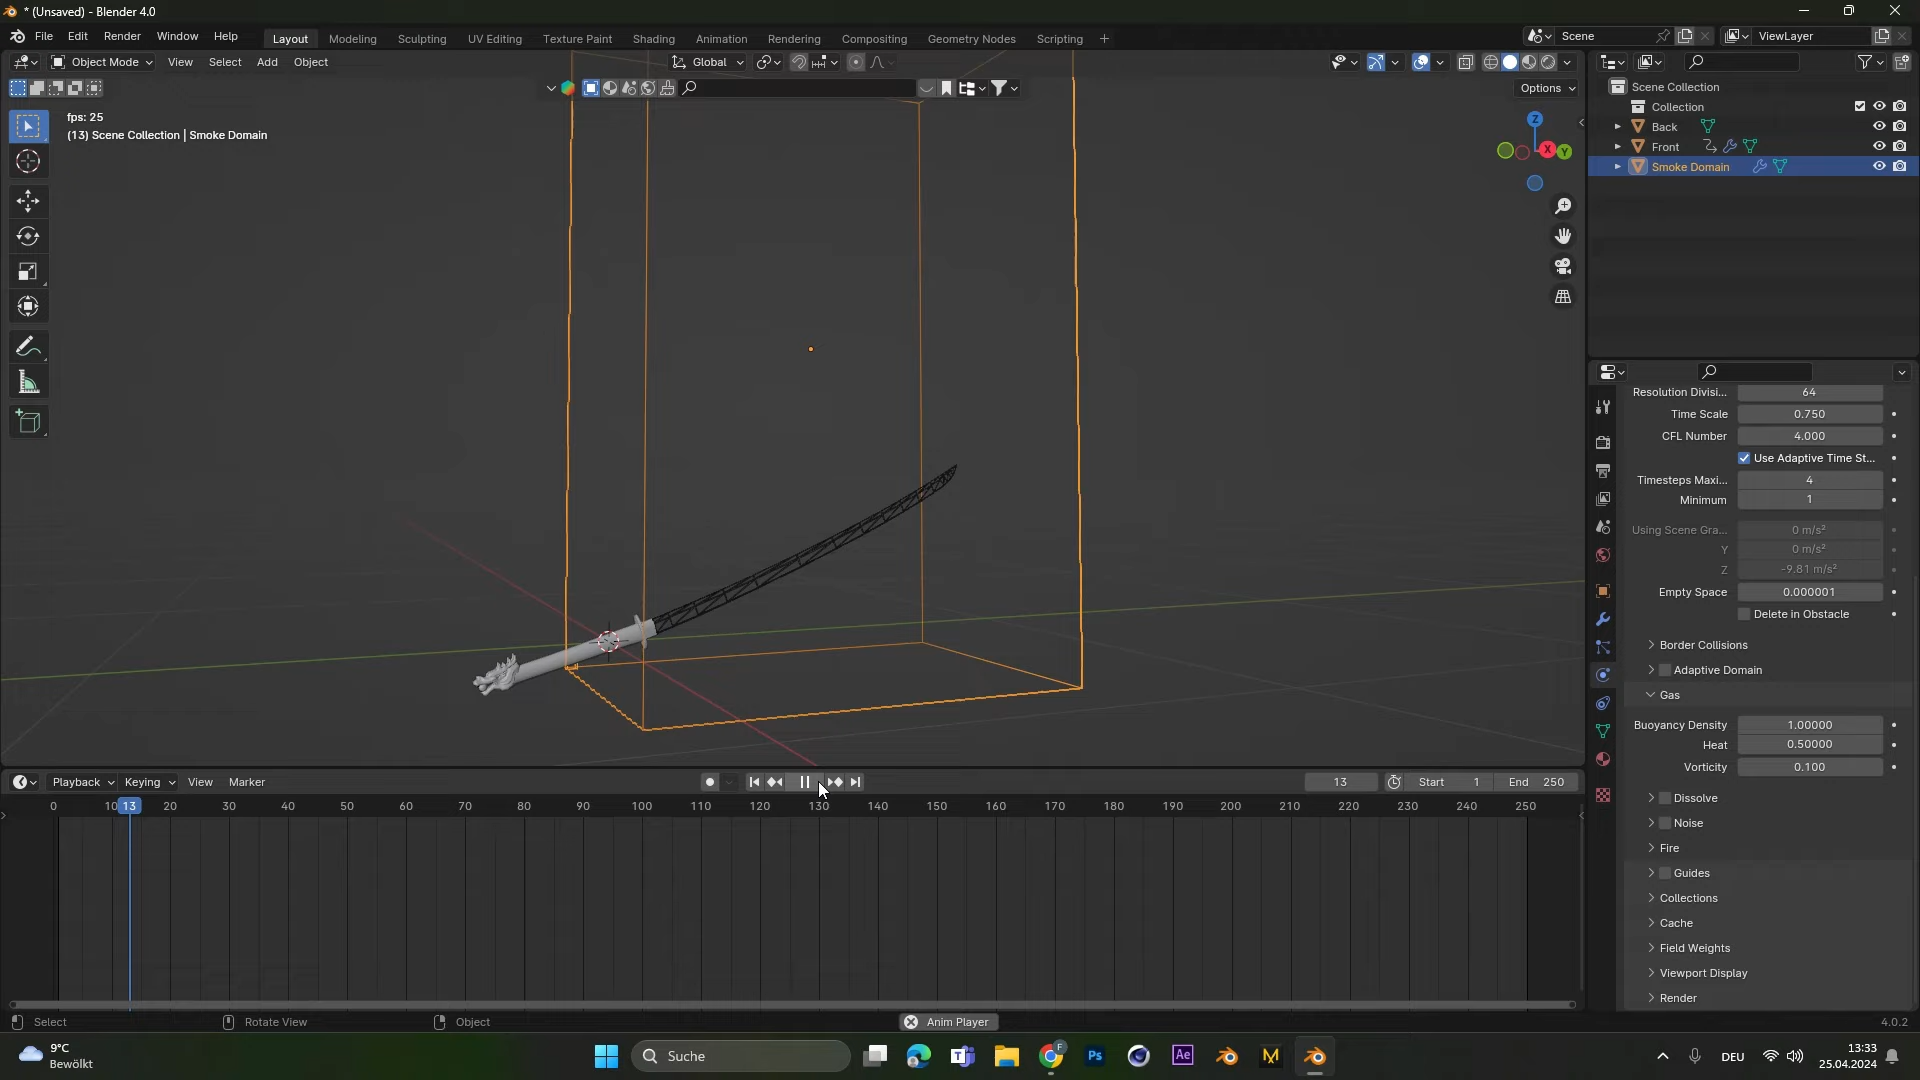 * (Unsaved) - Blender 4.0
File Edit Render Window Help
Layout Modeling Sculpting UV Editing Texture Paint Shading Animation Rendering Compositing Geometry Nodes Scripting +
Scene
ViewLayer
Object Mode View Select Add Object
Global
Options
fps: 25
(13) Scene Collection | Smoke Domain
Z
X
Y
Scene Collection
Collection
Back
Front
Smoke Domain
Resolution Divisi... 64
Time Scale 0.750
CFL Number 4.000
Use Adaptive Time St...
Timesteps Maxi... 4
Minimum 1
Using Scene Gra... 0 m/s²
Y 0 m/s²
Z -9.81 m/s²
Empty Space 0.000001
Delete in Obstacle
Border Collisions
Adaptive Domain
Gas
Buoyancy Density 1.00000
Heat 0.50000
Vorticity 0.100
Dissolve
Noise
Fire
Guides
Collections
Cache
Field Weights
Viewport Display
Render
Playback Keying View Marker
13 Start 1 End 250
0 10 13 20 30 40 50 60 70 80 90 100 110 120 130 140 150 160 170 180 190 200 210 220 230 240 250
Select Rotate View Object Anim Player 4.0.2
9°C
Bewölkt
Suche
F
Ps
Ae
M
DEU
13:33
25.04.2024